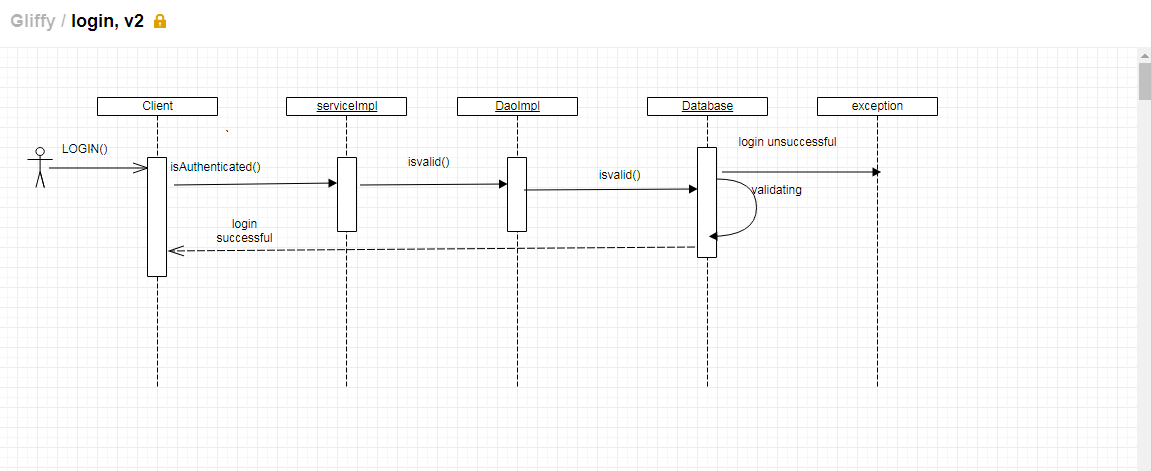 Gliffy / login, v2
Client
serviceImpl
DaoImpl
Database
exception
LOGIN()
isAuthenticated()
isvalid()
isvalid()
login unsuccessful
validating
login
successful